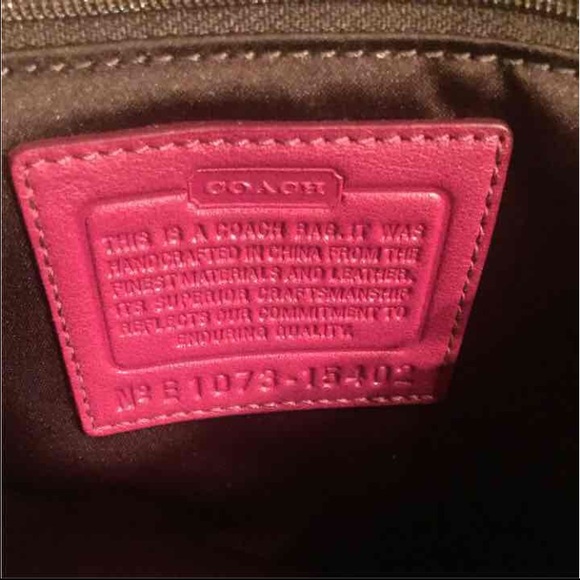 COACH
THIS IS A COACH BAG.IT WAS
HANDCRAFTED IN CHINA FROM THE
FINEST MATERIALS AND LEATHER.
ITS SUPERIOR CRAFTSMANSHIP
REFLECTS OUR COMMITMENT TO
ENDURING QUALITY.
Nº E1073-15402